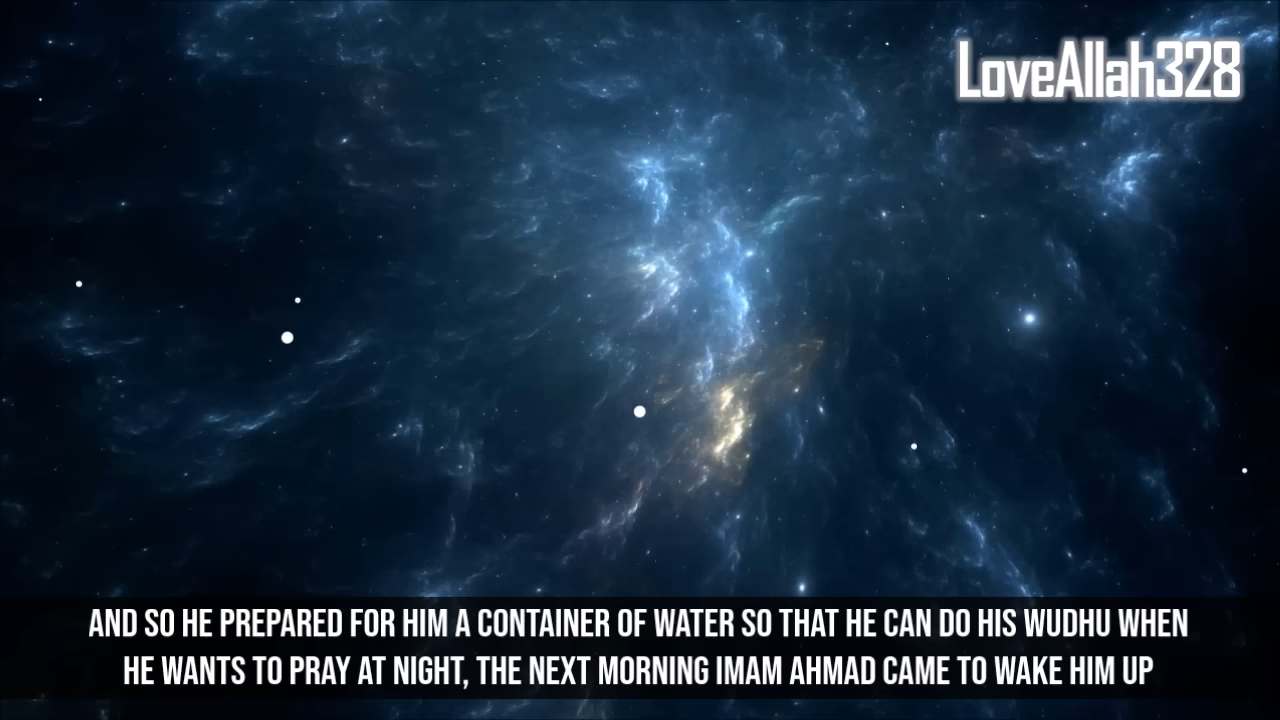 LoveAllah328
AND SO HE PREPARED FOR HIM A CONTAINER OF WATER SO THAT HE CAN DO HIS WUDHU WHEN
HE WANTS TO PRAY AT NIGHT, THE NEXT MORNING IMAM AHMAD CAME TO WAKE HIM UP